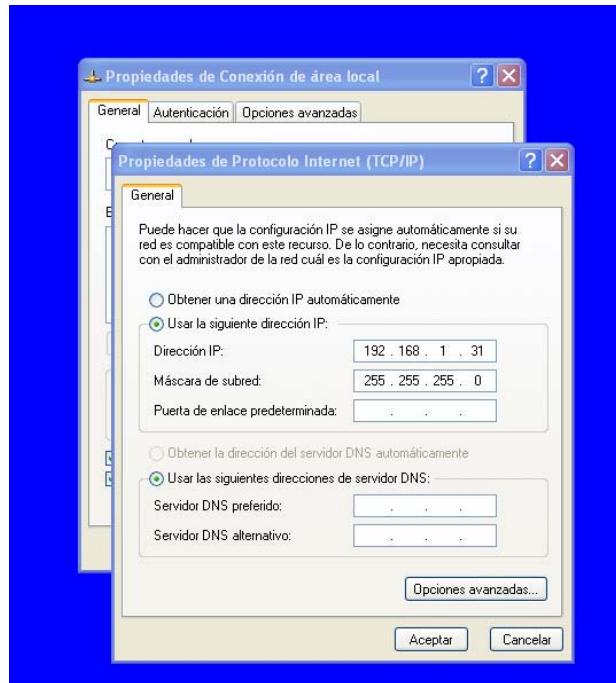 Propiedades de Conexión de área local
General Autenticación Opciones avanzadas
Propiedades de Protocolo Internet (TCP/IP)
General
Puede hacer que la configuración IP se asigne automáticamente si su
red es compatible con este recurso. De lo contrario, necesita consultar
con el administrador de la red cuál es la configuración IP apropiada.
Obtener una dirección IP automáticamente
Usar la siguiente dirección IP:
Dirección IP: 192 . 168 . 1 . 31
Máscara de subred: 255 . 255 . 255 . 0
Puerta de enlace predeterminada: . . .
Obtener la dirección del servidor DNS automáticamente
Usar las siguientes direcciones de servidor DNS:
Servidor DNS preferido: . . .
Servidor DNS alternativo: . . .
Opciones avanzadas...
Aceptar Cancelar